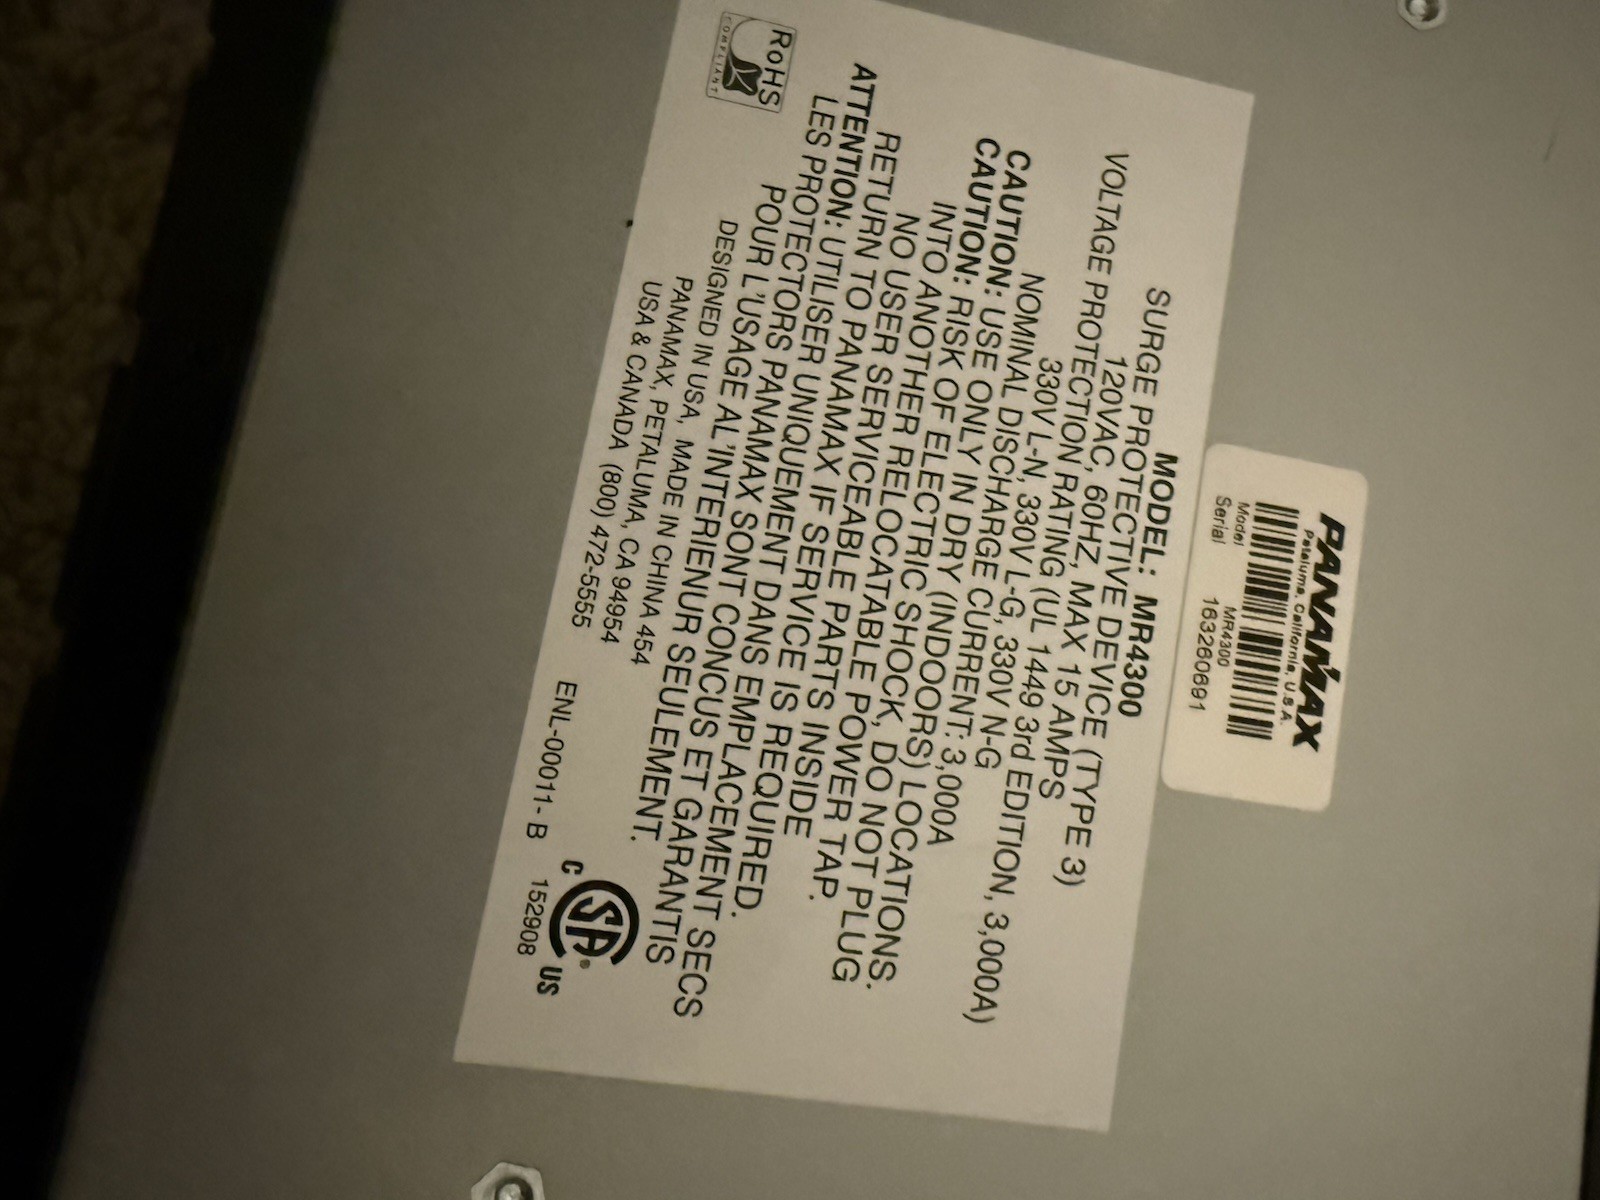 PANAMAX
Petaluma, California, U.S.A.
Model MR4300
Serial 163260691
MODEL: MR4300
SURGE PROTECTIVE DEVICE (TYPE 3)
120VAC, 60HZ, MAX 15 AMPS
VOLTAGE PROTECTION RATING (UL 1449 3rd EDITION, 3,000A)
330V L-N, 330V L-G, 330V N-G
NOMINAL DISCHARGE CURRENT: 3,000A
CAUTION: USE ONLY IN DRY (INDOORS) LOCATIONS.
CAUTION: RISK OF ELECTRIC SHOCK, DO NOT PLUG
INTO ANOTHER RELOCATABLE POWER TAP.
NO USER SERVICEABLE PARTS INSIDE
RETURN TO PANAMAX IF SERVICE IS REQUIRED.
ATTENTION: UTILISER UNIQUEMENT DANS EMPLACEMENT SECS
LES PROTECTORS PANAMAX SONT CONCUS ET GARANTIS
POUR L'USAGE AL'INTERIENUR SEULEMENT.
DESIGNED IN USA, MADE IN CHINA 454
PANAMAX, PETALUMA, CA 94954
USA & CANADA (800) 472-5555
RoHS
COMPLIANT
C SA® US
ENL-00011- B 152908